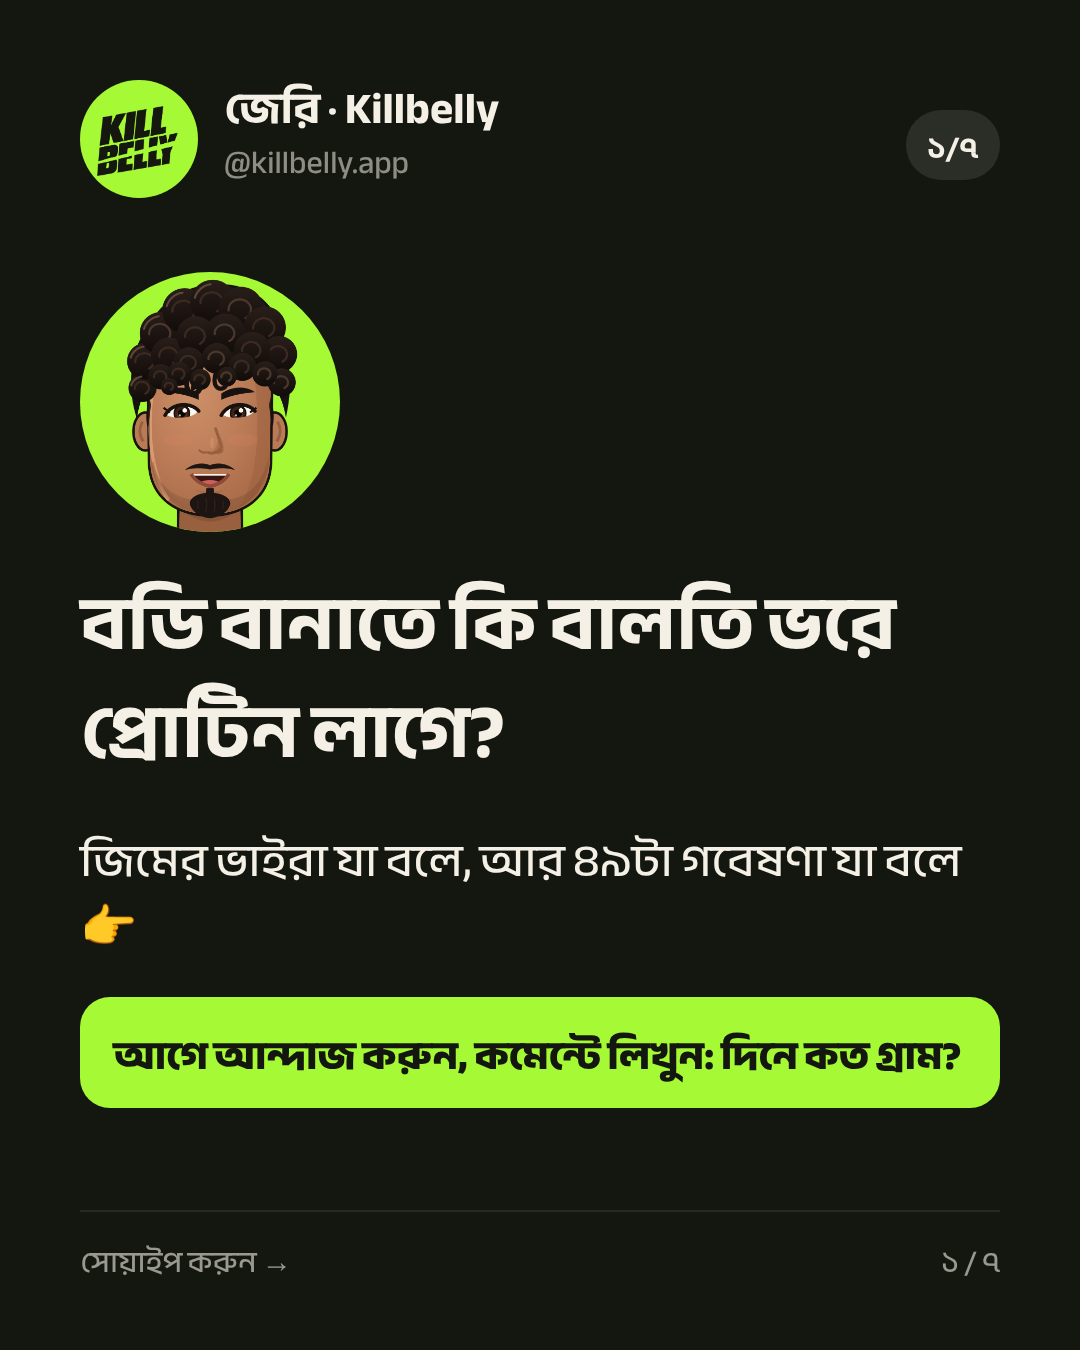 KILL
BELLY
BELLY
জেরি · Killbelly
@killbelly.app
১/৭
বডি বানাতে কি বালতি ভরে
প্রোটিন লাগে?
জিমের ভাইরা যা বলে, আর ৪৯টা গবেষণা যা বলে
👉
আগে আন্দাজ করুন, কমেন্টে লিখুন: দিনে কত গ্রাম?
সোয়াইপ করুন →
১ / ৭